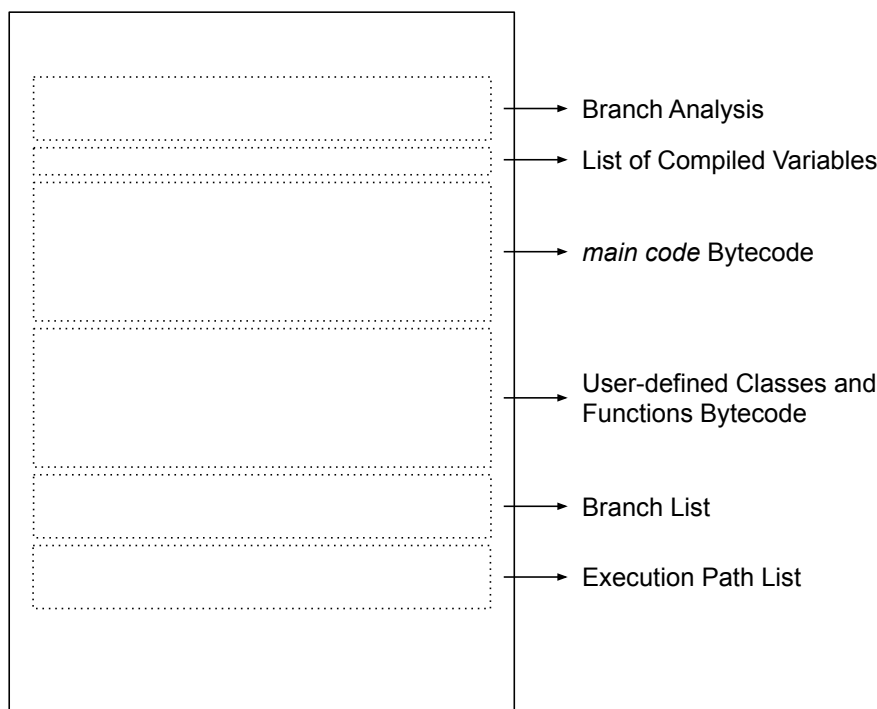 Branch Analysis
List of Compiled Variables
main code Bytecode
User-defined Classes and
Functions Bytecode
Branch List
Execution Path List